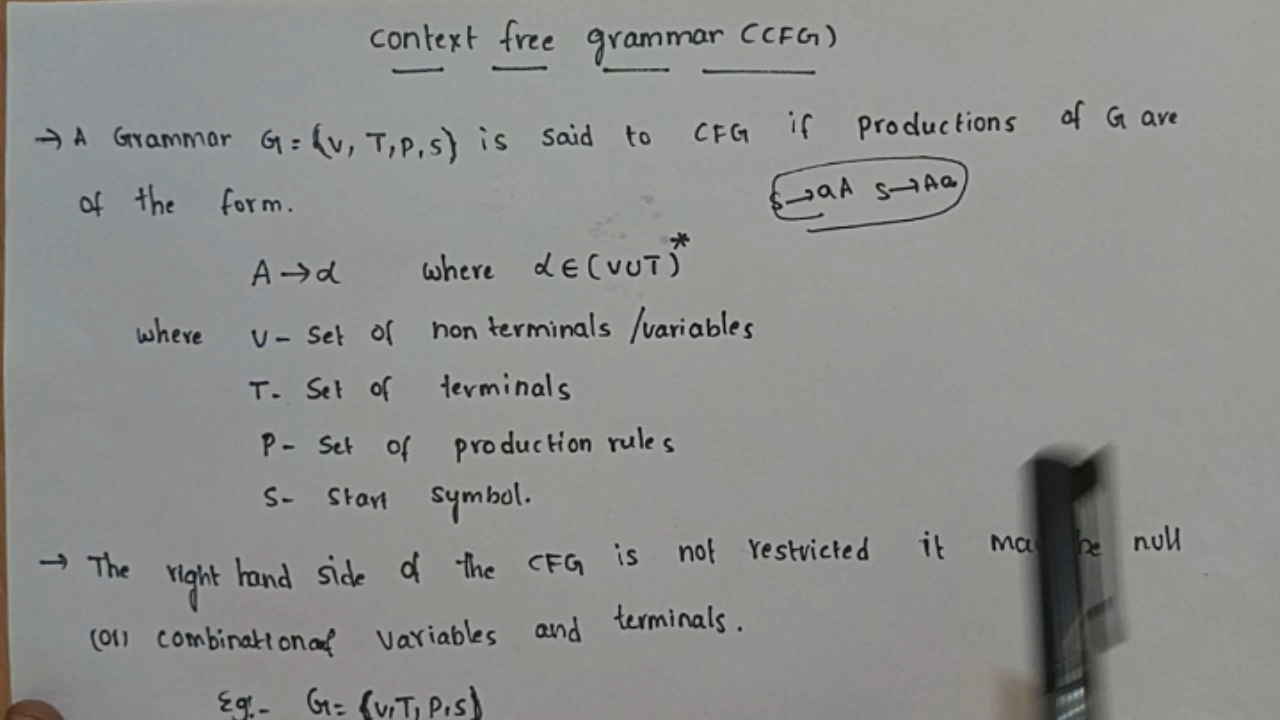 context free grammar (CFG)
→ A Grammar G = {V, T, P, S} is said to CFG if productions of G are
of the form.
S→aA S→Aa
A→α where α∈(VUT)*
where V- Set of non terminals /variables
T- Set of terminals
P- Set of production rules
S- Start symbol.
→ The right hand side of the CFG is not restricted it may be null
(or) combination of variables and terminals.
Eg:- G= {V, T, P, S}